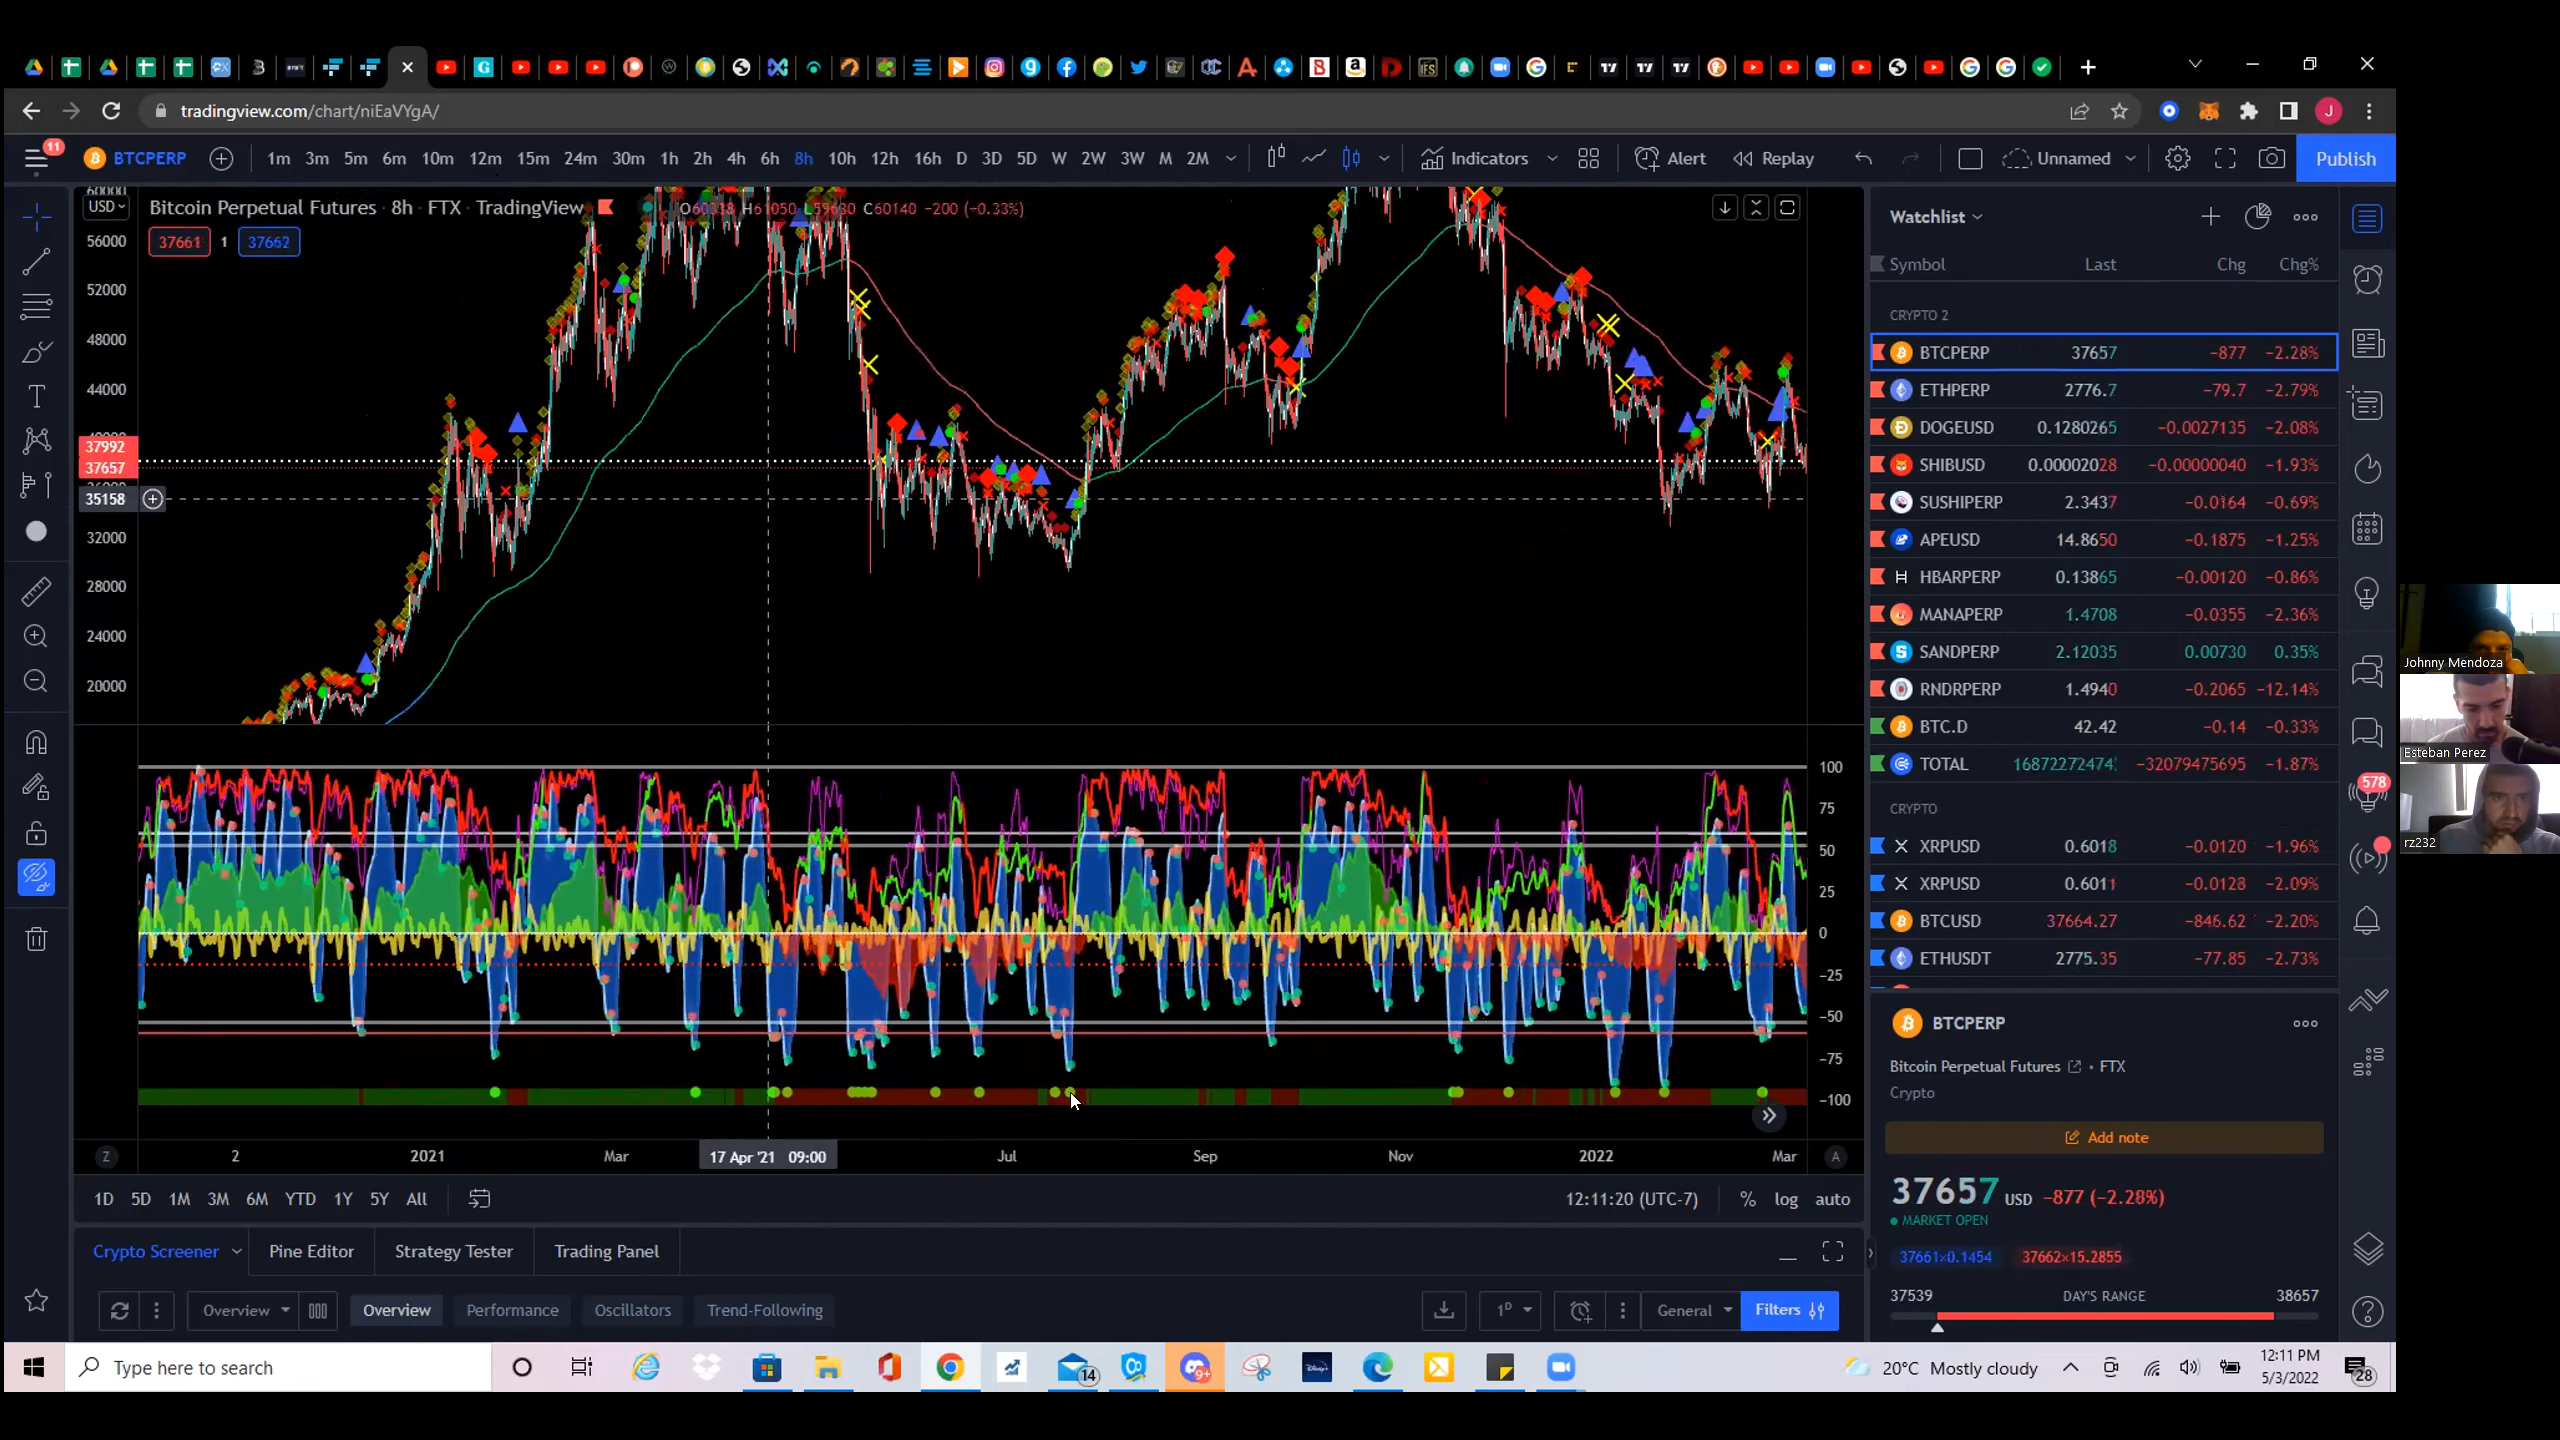 tradingview.com/chart/niEaVYgA/
11
BTCPERP 1m 3m 5m 6m 10m 12m 15m 24m 30m 1h 2h 4h 6h 8h 10h 12h 16h D 3D 5D W 2W 3W M 2M Indicators Alert Replay Unnamed Publish
USD Bitcoin Perpetual Futures · 8h · FTX · TradingView O60338 H61050 L59630 C60140 −200 (−0.33%)
37661 1 37662
60000
56000
52000
48000
44000
37992
37657
35158
32000
28000
24000
20000
100
75
50
25
0
−25
−50
−75
−100
Z 2 2021 Mar 17 Apr '21 09:00 Jul Sep Nov 2022 Mar A
1D 5D 1M 3M 6M YTD 1Y 5Y All 12:11:20 (UTC-7) % log auto
Crypto Screener Pine Editor Strategy Tester Trading Panel
Overview Overview Performance Oscillators Trend-Following 1D General Filters
Watchlist
Symbol Last Chg Chg%
CRYPTO 2
BTCPERP 37657 −877 −2.28%
ETHPERP 2776.7 −79.7 −2.79%
DOGEUSD 0.1280265 −0.0027135 −2.08%
SHIBUSD 0.00002028 −0.00000040 −1.93%
SUSHIPERP 2.3437 −0.0164 −0.69%
APEUSD 14.8650 −0.1875 −1.25%
HBARPERP 0.13865 −0.00120 −0.86%
MANAPERP 1.4708 −0.0355 −2.36%
SANDPERP 2.12035 0.00730 0.35%
RNDRPERP 1.4940 −0.2065 −12.14%
BTC.D 42.42 −0.14 −0.33%
TOTAL 1687227247 −32079475695 −1.87%
CRYPTO
XRPUSD 0.6018 −0.0120 −1.96%
XRPUSD 0.6011 −0.0128 −2.09%
BTCUSD 37664.27 −846.62 −2.20%
ETHUSDT 2775.35 −77.85 −2.73%
578
BTCPERP
Bitcoin Perpetual Futures · FTX
Crypto
Add note
37657 USD −877 (−2.28%)
MARKET OPEN
37661×0.1454 37662×15.2855
37539 DAY'S RANGE 38657
Johnny Mendoza
Esteban Perez
rz232
Type here to search
14
9+
20°C Mostly cloudy
12:11 PM
5/3/2022
28